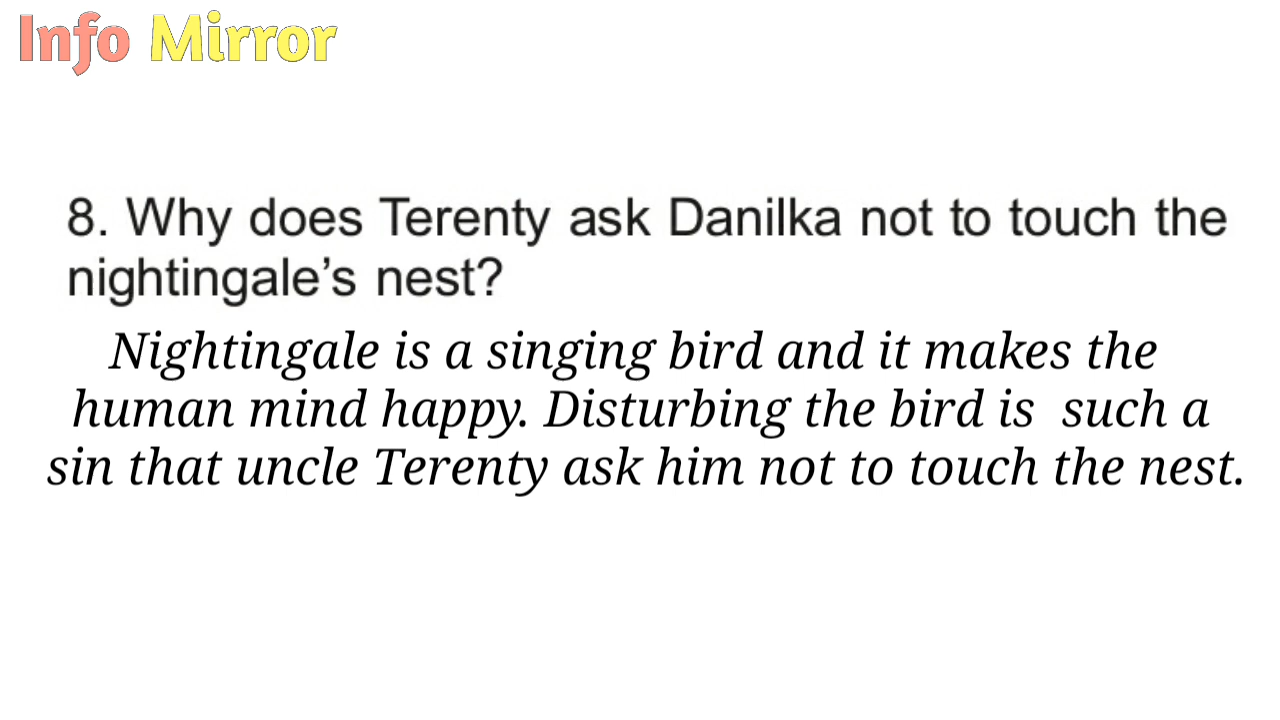 Info Mirror
8. Why does Terenty ask Danilka not to touch the
nightingale’s nest?
Nightingale is a singing bird and it makes the
human mind happy. Disturbing the bird is  such a
sin that uncle Terenty ask him not to touch the nest.